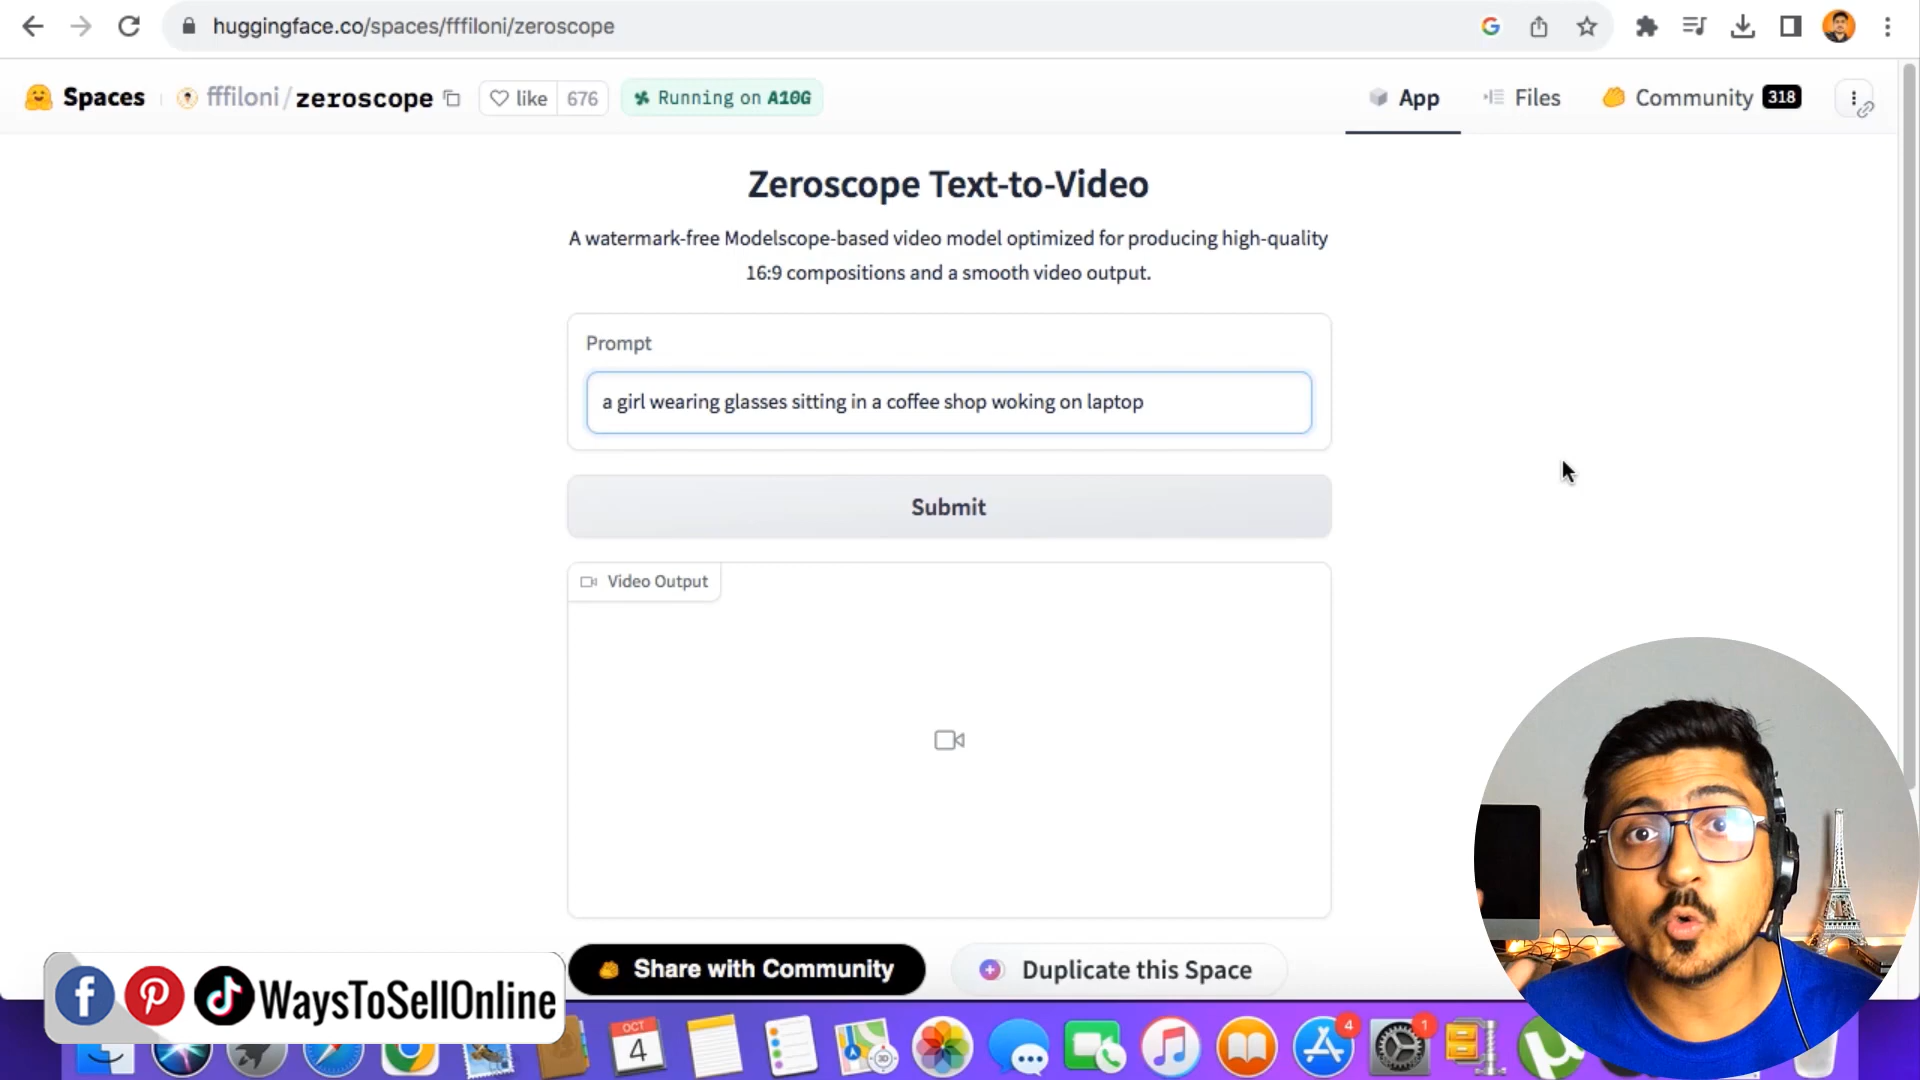 huggingface.co/spaces/fffiloni/zeroscope
Spaces fffiloni/zeroscope like 676 Running on A10G App Files Community 318
Zeroscope Text-to-Video
A watermark-free Modelscope-based video model optimized for producing high-quality
16:9 compositions and a smooth video output.
Prompt
a girl wearing glasses sitting in a coffee shop woking on laptop
Submit
Video Output
Share with Community
Duplicate this Space
WaysToSellOnline
OCT
4
3D
4
1